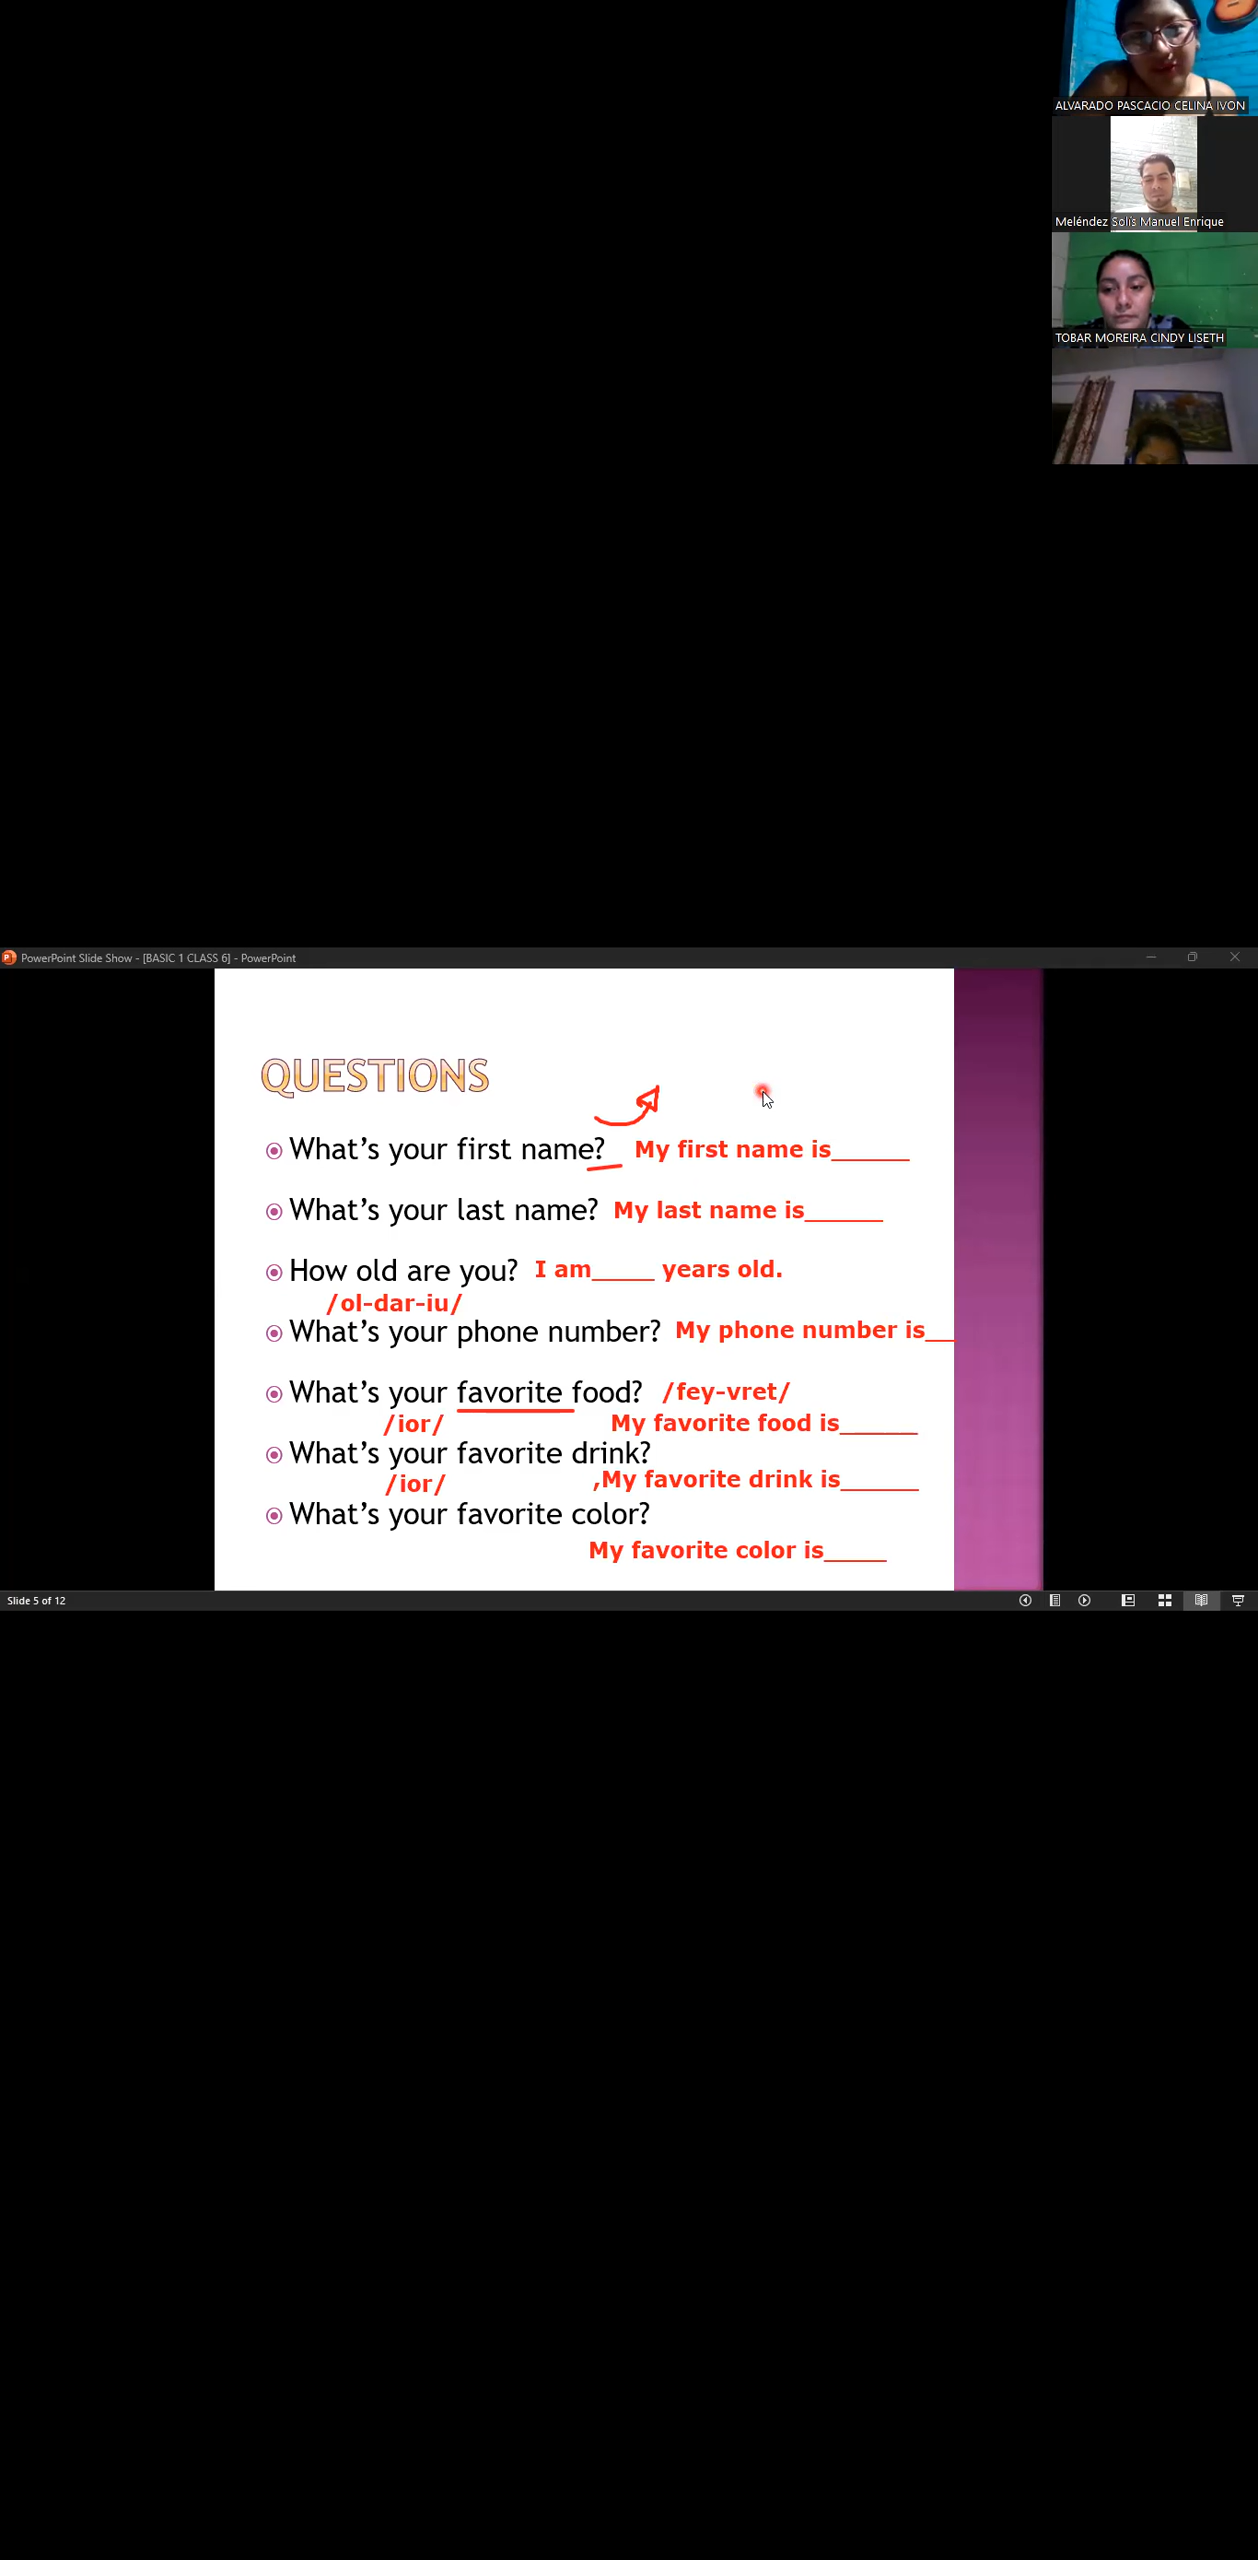 ALVARADO PASCACIO CELINA IVON
Meléndez Solís Manuel Enrique
TOBAR MOREIRA CINDY LISETH
PowerPoint Slide Show - [BASIC 1 CLASS 6] - PowerPoint
QUESTIONS
What's your first name? My first name is______
What's your last name? My last name is______
How old are you? I am_____ years old.
/ol-dar-iu/
What's your phone number? My phone number is___
What's your favorite food? /fey-vret/
/ior/ My favorite food is______
What's your favorite drink?
/ior/ ,My favorite drink is______
What's your favorite color?
My favorite color is_____
Slide 5 of 12